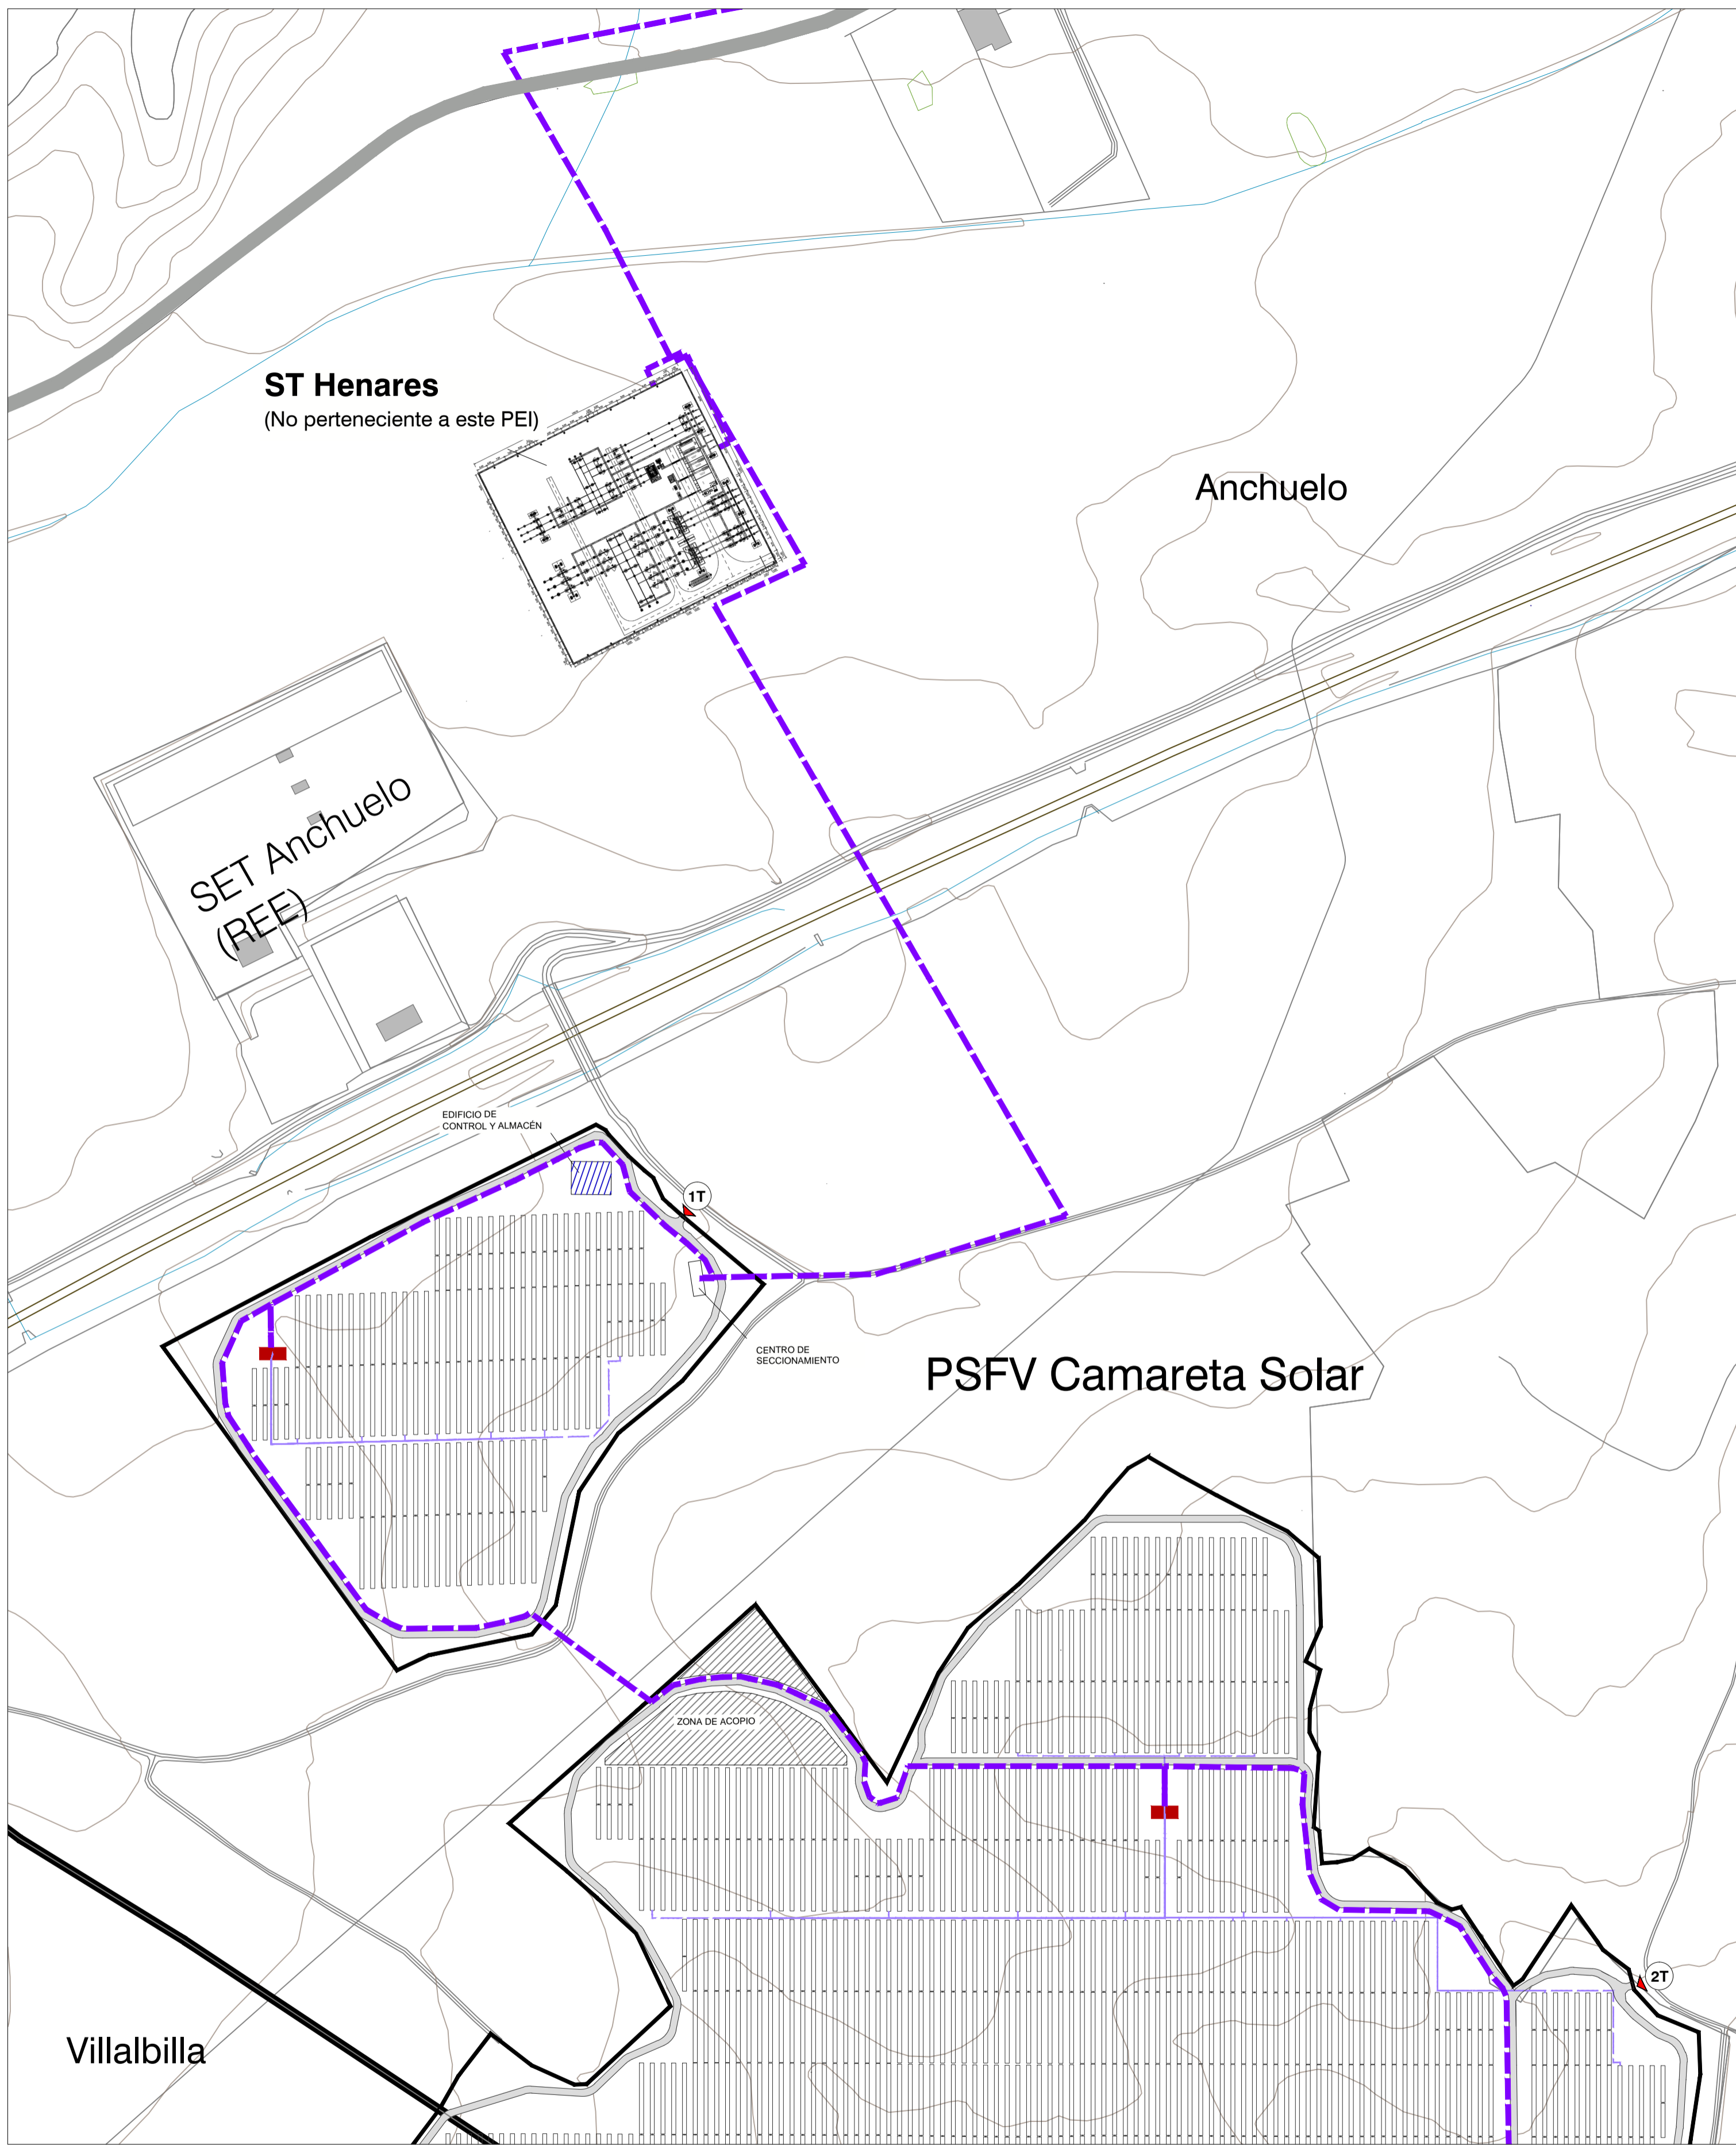 ST Henares
(No perteneciente a este PEI)
Anchuelo
SET Anchuelo
(REE)
EDIFICIO DE
CONTROL Y ALMACÉN
1T
CENTRO DE
SECCIONAMIENTO
PSFV Camareta Solar
ZONA DE ACOPIO
2T
Villalbilla